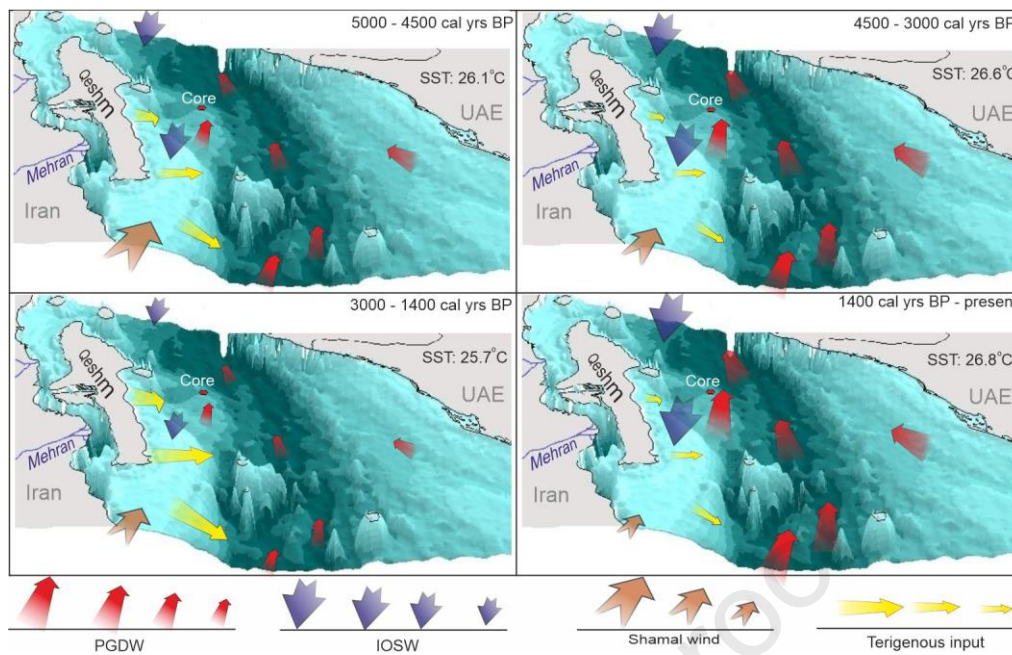 5000 - 4500 cal yrs BP
SST: 26.1°C
UAE
Qeshm
Core
Mehran
Iran
4500 - 3000 cal yrs BP
SST: 26.6°C
UAE
Qeshm
Core
Mehran
Iran
3000 - 1400 cal yrs BP
SST: 25.7°C
UAE
Qeshm
Core
Mehran
Iran
1400 cal yrs BP - present
SST: 26.8°C
UAE
Qeshm
Core
Mehran
Iran
PGDW
IOSW
Shamal wind
Terigenous input